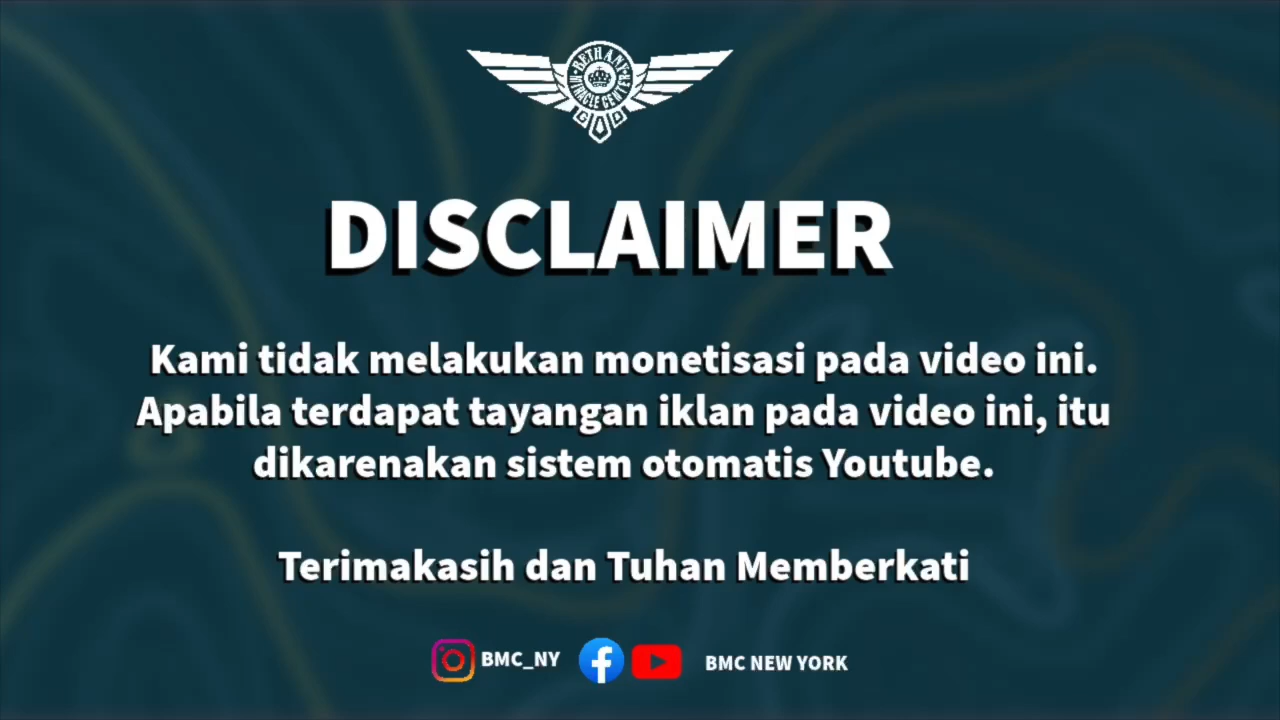 BETHANY
MIRACLE CENTER
DISCLAIMER
Kami tidak melakukan monetisasi pada video ini.
Apabila terdapat tayangan iklan pada video ini, itu
dikarenakan sistem otomatis Youtube.
Terimakasih dan Tuhan Memberkati
BMC_NY
BMC NEW YORK